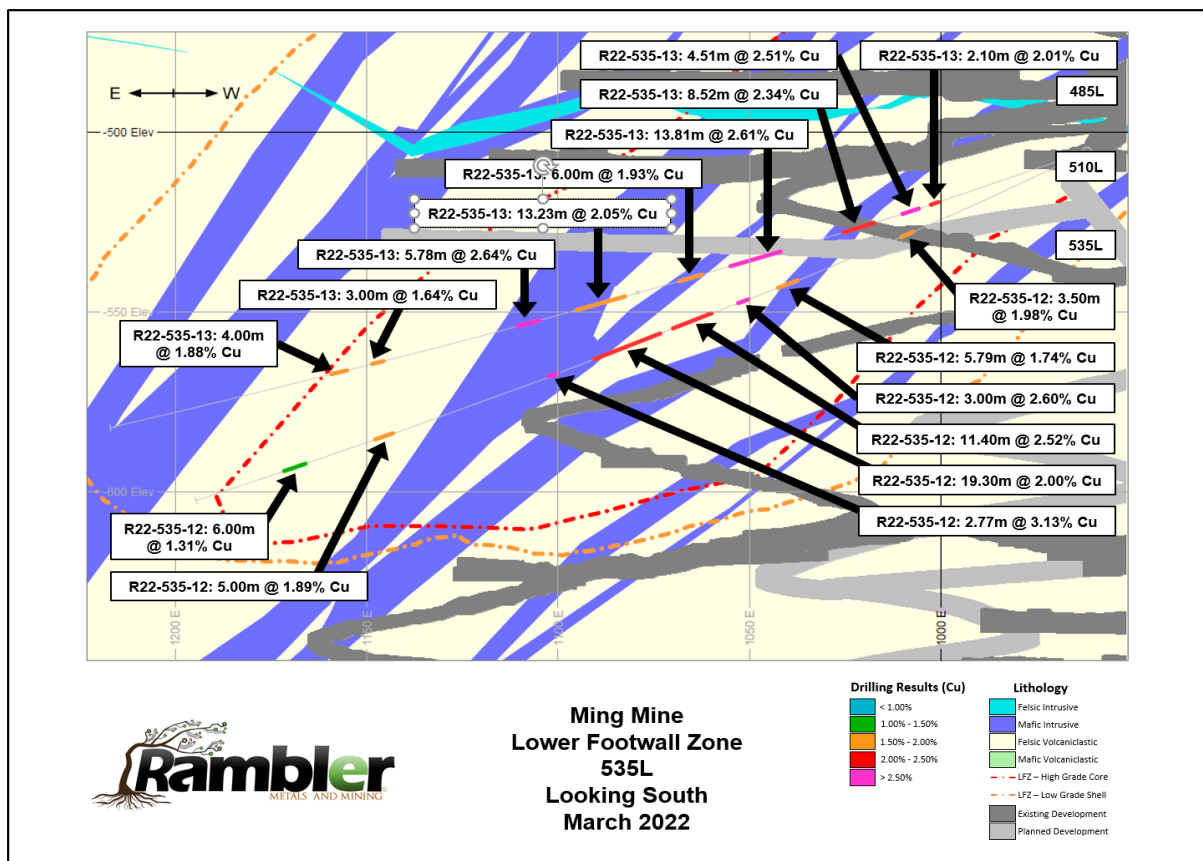 R22-535-13: 4.51m @ 2.51% Cu
R22-535-13: 2.10m @ 2.01% Cu
R22-535-13: 8.52m @ 2.34% Cu
485L
E W
-500 Elev
R22-535-13: 13.81m @ 2.61% Cu
R22-535-13: 6.00m @ 1.93% Cu
510L
R22-535-13: 13.23m @ 2.05% Cu
535L
R22-535-13: 5.78m @ 2.64% Cu
R22-535-13: 3.00m @ 1.64% Cu
R22-535-12: 3.50m
@ 1.98% Cu
-550 Elev
R22-535-13: 4.00m
@ 1.88% Cu
R22-535-12: 5.79m @ 1.74% Cu
R22-535-12: 3.00m @ 2.60% Cu
R22-535-12: 11.40m @ 2.52% Cu
R22-535-12: 19.30m @ 2.00% Cu
-600 Elev
R22-535-12: 2.77m @ 3.13% Cu
R22-535-12: 6.00m
@ 1.31% Cu
R22-535-12: 5.00m @ 1.89% Cu
1200 E
1150 E
1100 E
1050 E
1000 E
Rambler
METALS AND MINING
Ming Mine
Lower Footwall Zone
535L
Looking South
March 2022
Drilling Results (Cu)
< 1.00%
1.00% - 1.50%
1.50% - 2.00%
2.00% - 2.50%
> 2.50%
Lithology
Felsic Intrusive
Mafic Intrusive
Felsic Volcaniclastic
Mafic Volcaniclastic
LFZ – High Grade Core
LFZ – Low Grade Shell
Existing Development
Planned Development